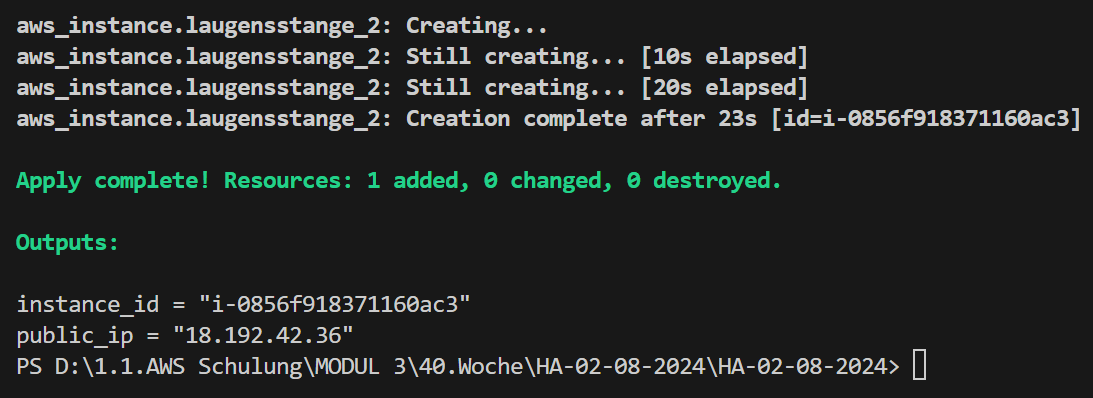 aws_instance.laugensstange_2: Creating...
aws_instance.laugensstange_2: Still creating... [10s elapsed]
aws_instance.laugensstange_2: Still creating... [20s elapsed]
aws_instance.laugensstange_2: Creation complete after 23s [id=i-0856f918371160ac3]
Apply complete! Resources: 1 added, 0 changed, 0 destroyed.
Outputs:
instance_id = "i-0856f918371160ac3"
public_ip = "18.192.42.36"
PS D:\1.1.AWS Schulung\MODUL 3\40.Woche\HA-02-08-2024\HA-02-08-2024>